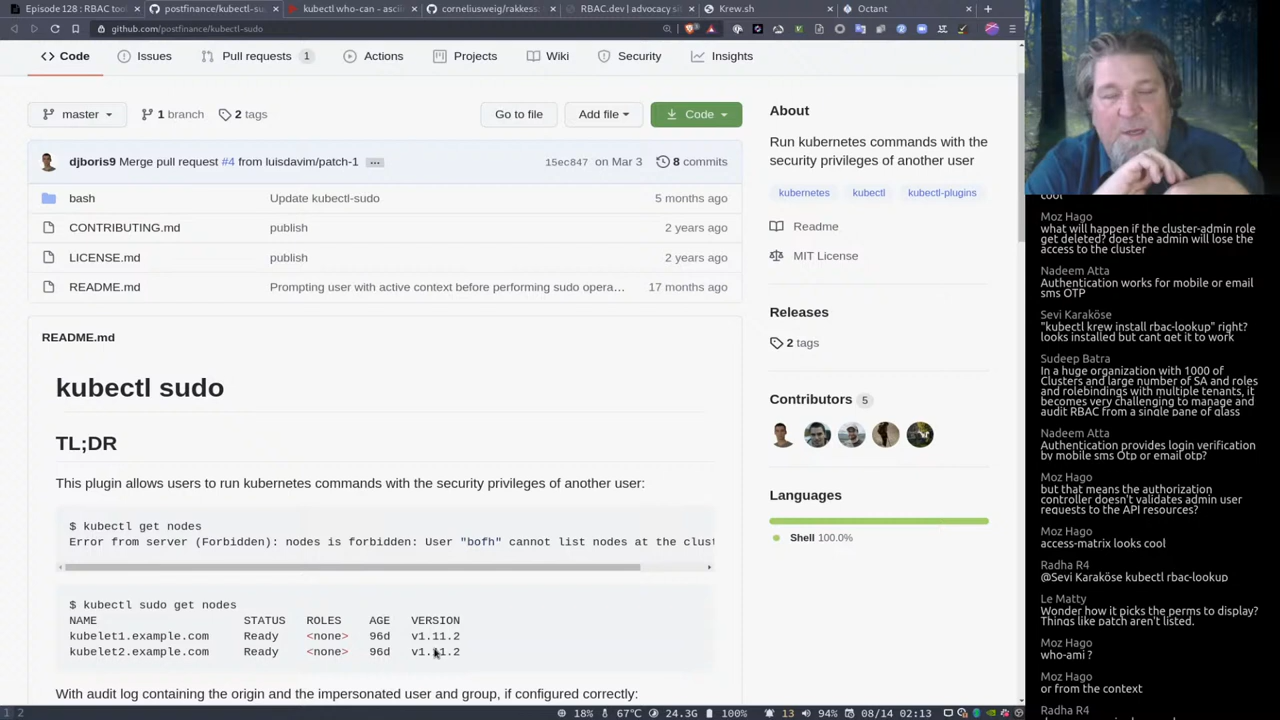 Episode 128 : RBAC tool
postfinance/kubectl-su
kubectl who-can - ascii
corneliusweig/rakkess:
RBAC.dev | advocacy si
Krew.sh
Octant
github.com/postfinance/kubectl-sudo
Code
Issues
Pull requests 1
Actions
Projects
Wiki
Security
Insights
master
1 branch
2 tags
Go to file
Add file
Code
djboris9 Merge pull request #4 from luisdavim/patch-1 ...
15ec847 on Mar 3
8 commits
bash Update kubectl-sudo 5 months ago
CONTRIBUTING.md publish 2 years ago
LICENSE.md publish 2 years ago
README.md Prompting user with active context before performing sudo opera... 17 months ago
README.md
kubectl sudo
TL;DR
This plugin allows users to run kubernetes commands with the security privileges of another user:
$ kubectl get nodes
Error from server (Forbidden): nodes is forbidden: User "bofh" cannot list nodes at the clust
$ kubectl sudo get nodes
NAME STATUS ROLES AGE VERSION
kubelet1.example.com Ready <none> 96d v1.11.2
kubelet2.example.com Ready <none> 96d v1.11.2
With audit log containing the origin and the impersonated user and group, if configured correctly:
About
Run kubernetes commands with the
security privileges of another user
kubernetes kubectl kubectl-plugins
Readme
MIT License
Releases
2 tags
Contributors 5
Languages
Shell 100.0%
cool
Moz Hago
what will happen if the cluster-admin role
get deleted? does the admin will lose the
access to the cluster
Nadeem Atta
Authentication works for mobile or email
sms OTP
Sevi Karaköse
"kubectl krew install rbac-lookup" right?
looks installed but cant get it to work
Sudeep Batra
In a huge organization with 1000 of
Clusters and large number of SA and roles
and rolebindings with multiple tenants, it
becomes very challenging to manage and
audit RBAC from a single pane of glass
Nadeem Atta
Authentication provides login verification
by mobile sms Otp or email otp?
Moz Hago
but that means the authorization
controller doesn't validates admin user
requests to the API resources?
Moz Hago
access-matrix looks cool
Radha R4
@Sevi Karaköse kubectl rbac-lookup
Le Matty
Wonder how it picks the perms to display?
Things like patch aren't listed.
Moz Hago
who-ami ?
Moz Hago
or from the context
Radha R4
1 2
18% 67°C 24.3G 100% 13 94% 08/14 02:13